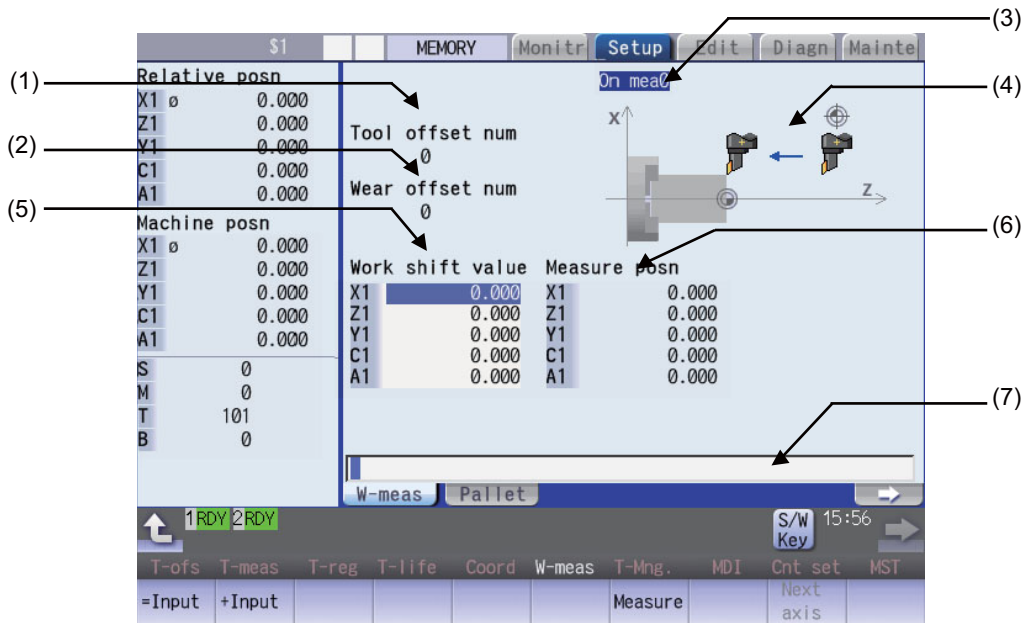 (3)
$1 MEMORY Monitr Setup Edit Diagn Mainte
Relative posn
X1 ø 0.000
Z1 0.000
Y1 0.000
C1 0.000
A1 0.000
Machine posn
X1 ø 0.000
Z1 0.000
Y1 0.000
C1 0.000
A1 0.000
S 0
M 0
T 101
B 0
(1)
(2)
(5)
On mea0
(4)
X
Z
Tool offset num
0
Wear offset num
0
(6)
Work shift value Measure posn
X1 0.000 X1 0.000
Z1 0.000 Z1 0.000
Y1 0.000 Y1 0.000
C1 0.000 C1 0.000
A1 0.000 A1 0.000
(7)
W-meas Pallet
1 RDY 2 RDY S/W Key 15:56
T-ofs T-meas T-reg T-life Coord W-meas T-Mng. MDI Cnt set MST
=Input +Input Measure Next axis